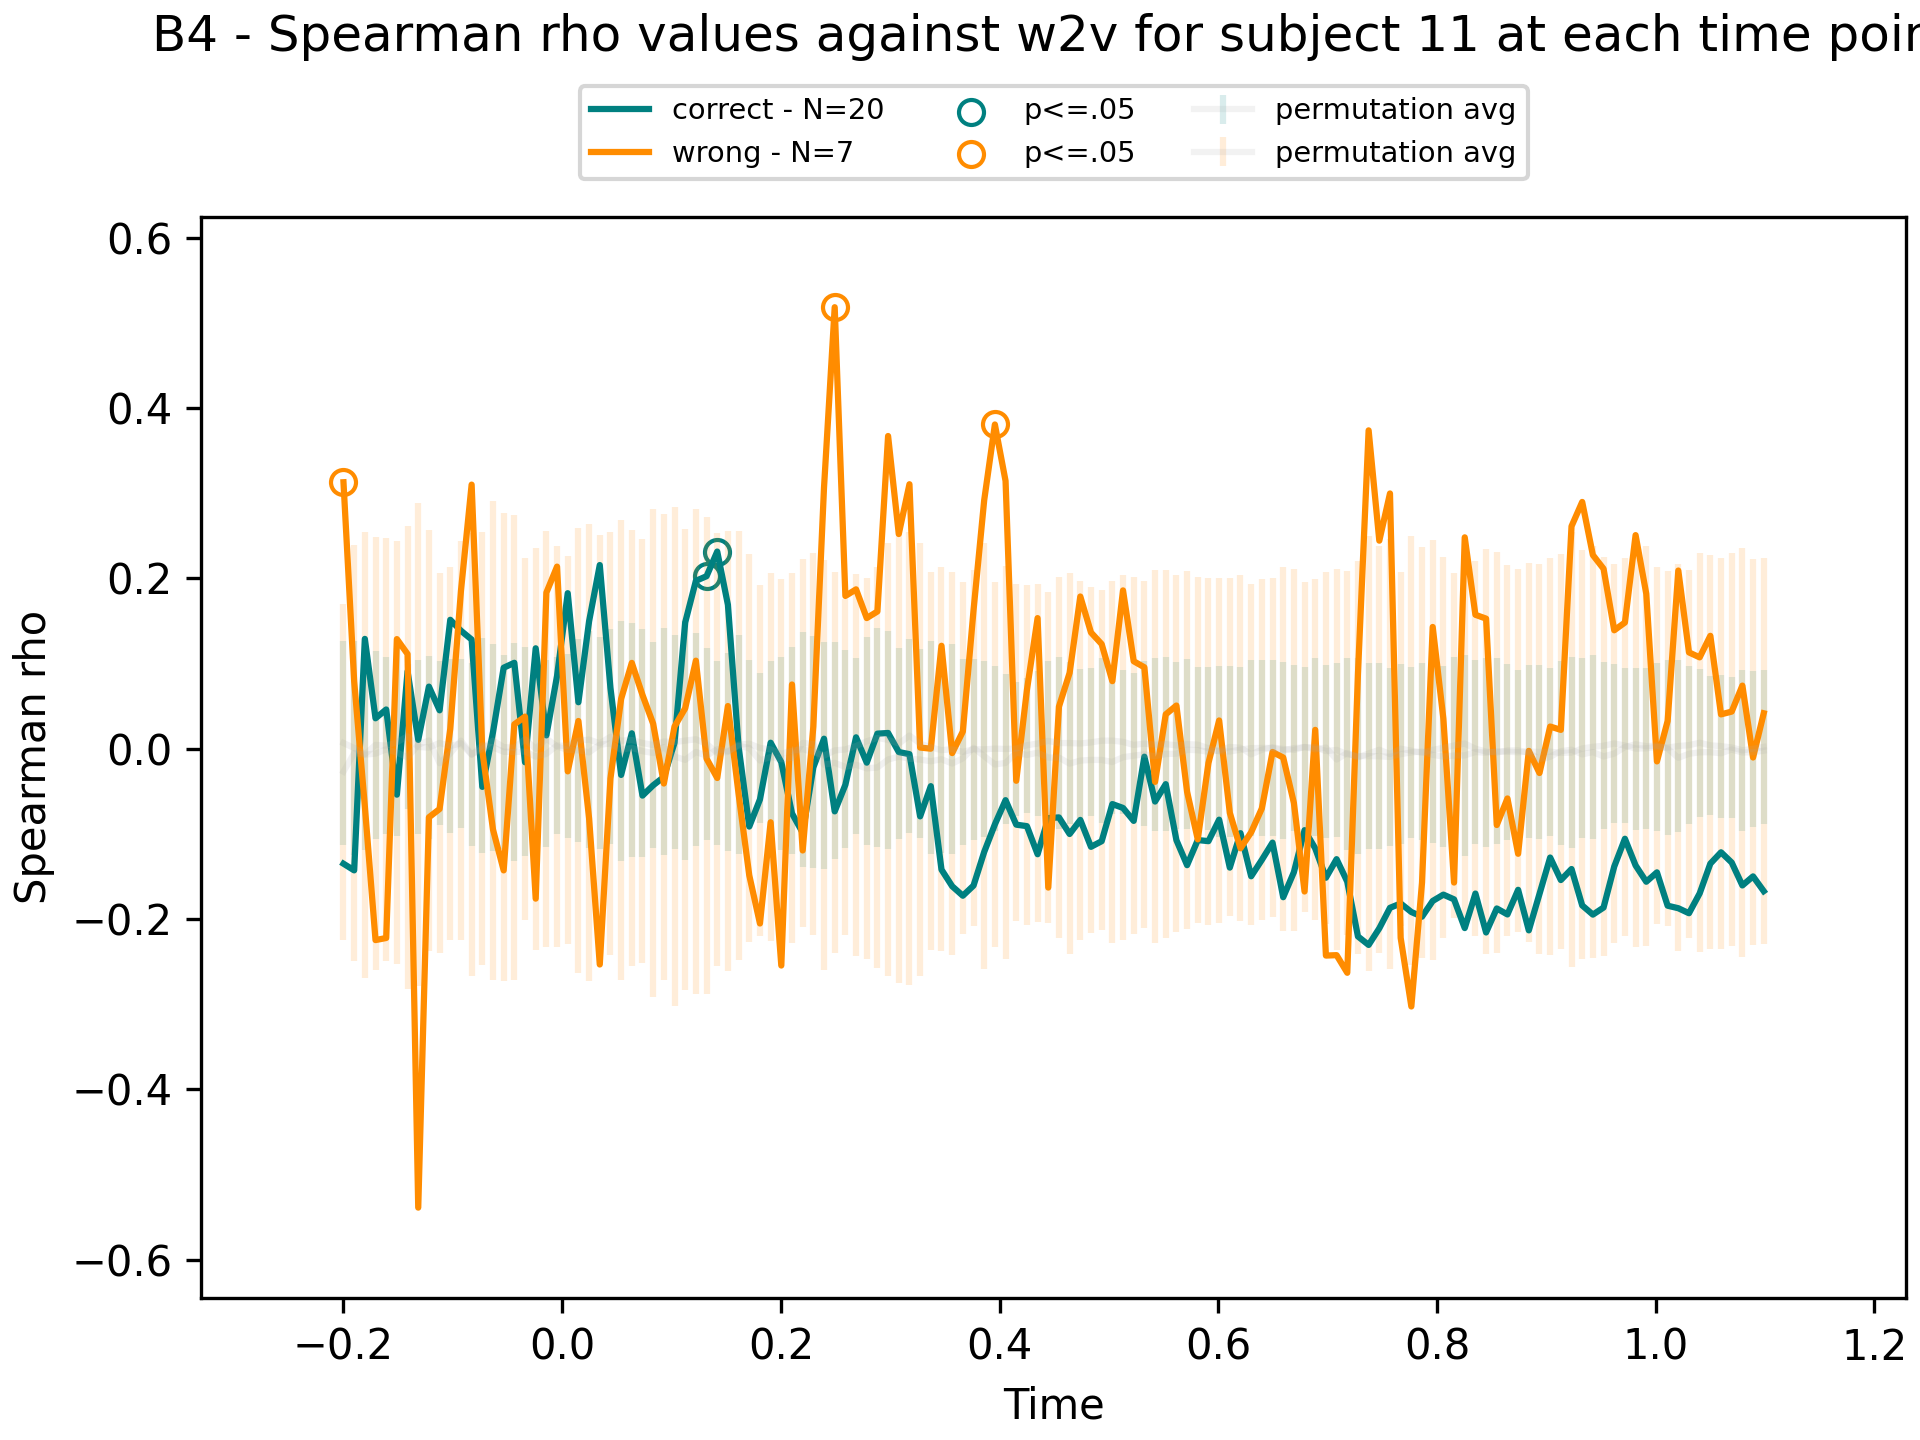 B4 - Spearman rho values against w2v for subject 11 at each time
correct - N=20 p<=.05 permutation avg
wrong - N=7 p<=.05 permutation avg
Spearman rho
0.6
0.4
0.2
0.0
−0.2
−0.4
−0.6
−0.2 0.0 0.2 0.4 0.6 0.8 1.0 1.2
Time